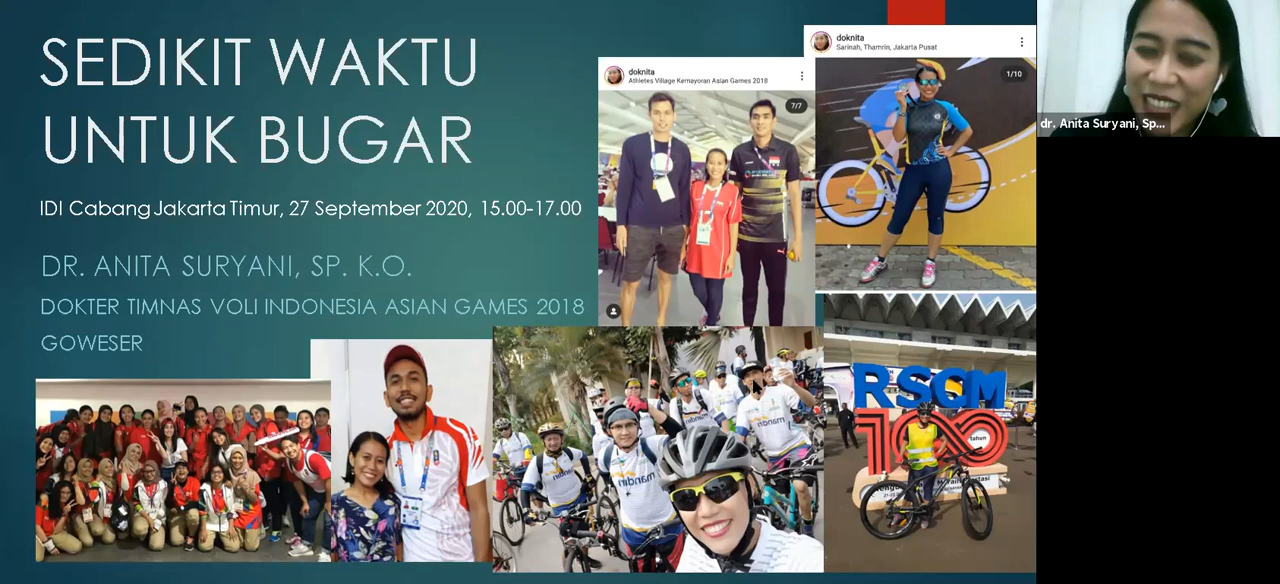 SEDIKIT WAKTU
UNTUK BUGAR
IDI Cabang Jakarta Timur, 27 September 2020, 15.00-17.00
DR. ANITA SURYANI, SP. K.O.
DOKTER TIMNAS VOLI INDONESIA ASIAN GAMES 2018
GOWESER
doknita
Athletes Village Kemayoran Asian Games 2018
7/7
doknita
Sarinah, Thamrin, Jakarta Pusat
1/10
dr. Anita Suryani, Sp...
mandiri
RSCM
100
tahun